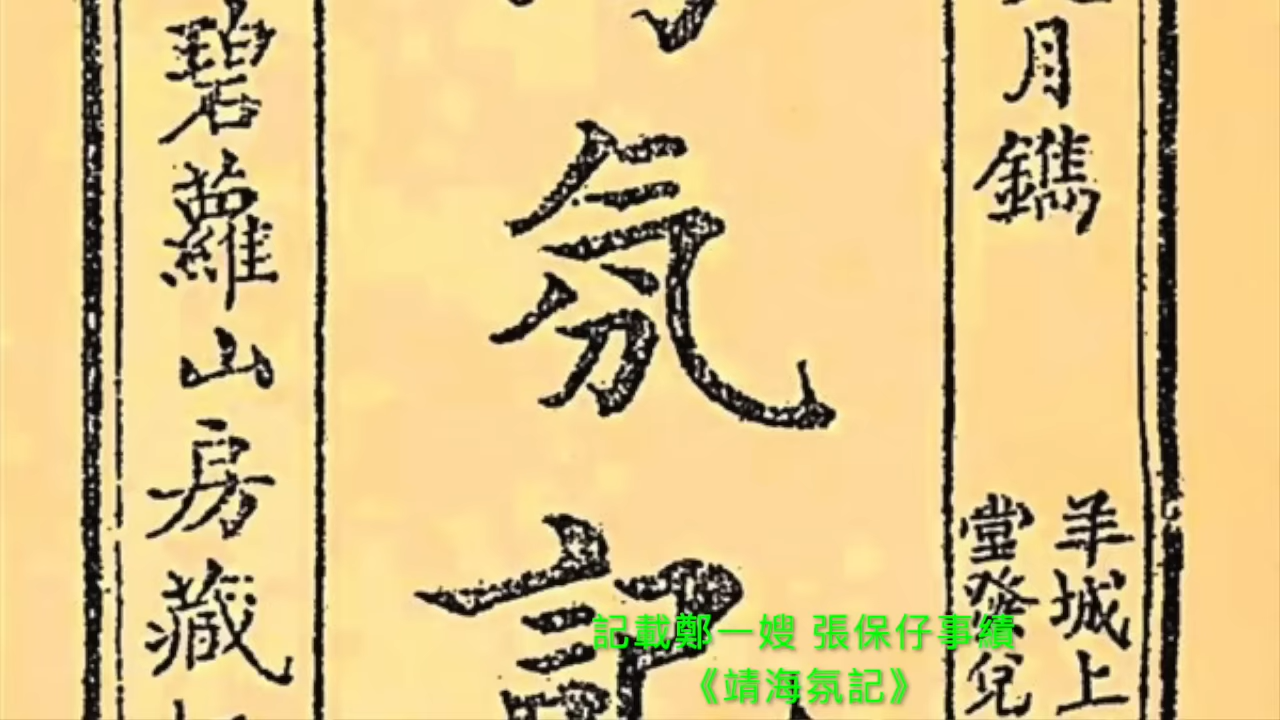 月鐫
羊城上
堂發兌
氛記
碧蘿山房藏
記載鄭一嫂 張保仔事績
《靖海氛記》